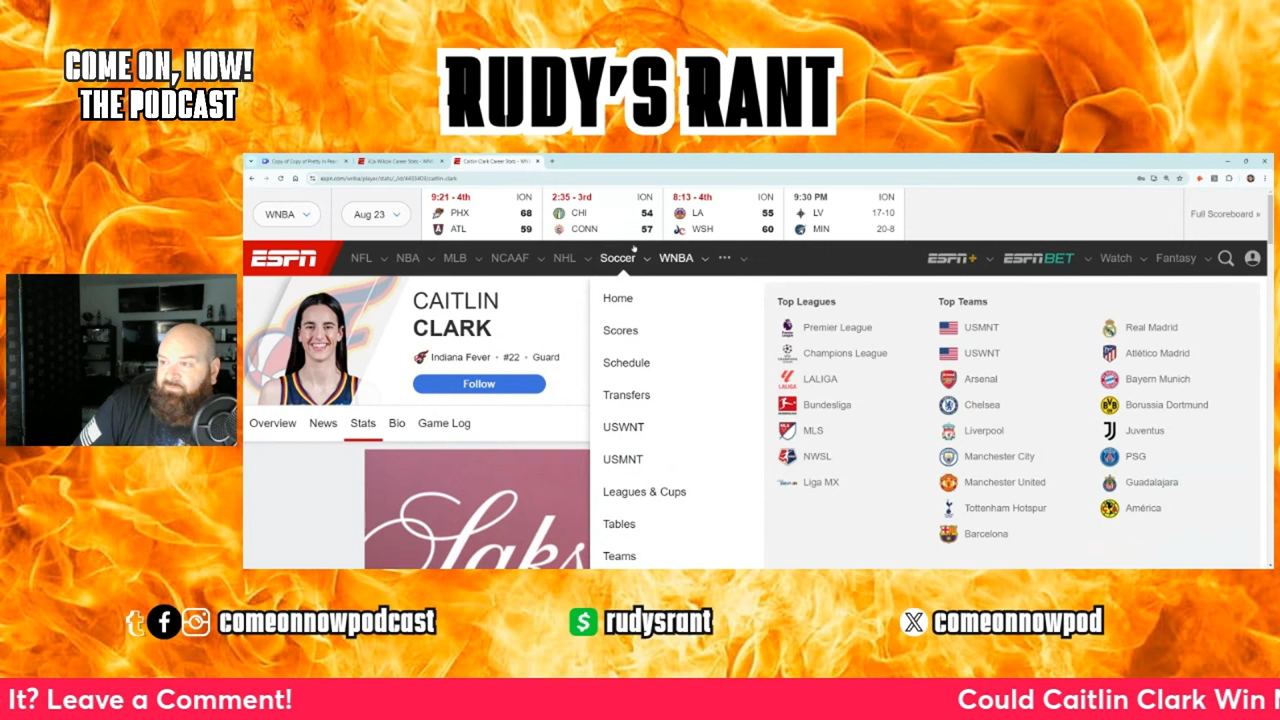 COME ON, NOW!
THE PODCAST
RUDY'S RANT
WNBA
Aug 23
9:21 - 4th ION
PHX 68
ATL 59
2:35 - 3rd ION
CHI 54
CONN 57
8:13 - 4th ION
LA 55
WSH 60
9:30 PM ION
LV 17-10
MIN 20-8
Full Scoreboard »
ESPN NFL NBA MLB NCAAF NHL Soccer WNBA ••• ESPN+ ESPN BET Watch Fantasy
CAITLIN
CLARK
Indiana Fever • #22 • Guard
Follow
Overview News Stats Bio Game Log
Saks
Home
Scores
Schedule
Transfers
USWNT
USMNT
Leagues & Cups
Tables
Teams
Top Leagues
Premier League
Champions League
LALIGA
Bundesliga
MLS
NWSL
Liga MX
Top Teams
USMNT
USWNT
Arsenal
Chelsea
Liverpool
Manchester City
Manchester United
Tottenham Hotspur
Barcelona
Real Madrid
Atlético Madrid
Bayern Munich
Borussia Dortmund
Juventus
PSG
Guadalajara
América
comeonnowpodcast
rudysrant
comeonnowpod
It? Leave a Comment!
Could Caitlin Clark Win